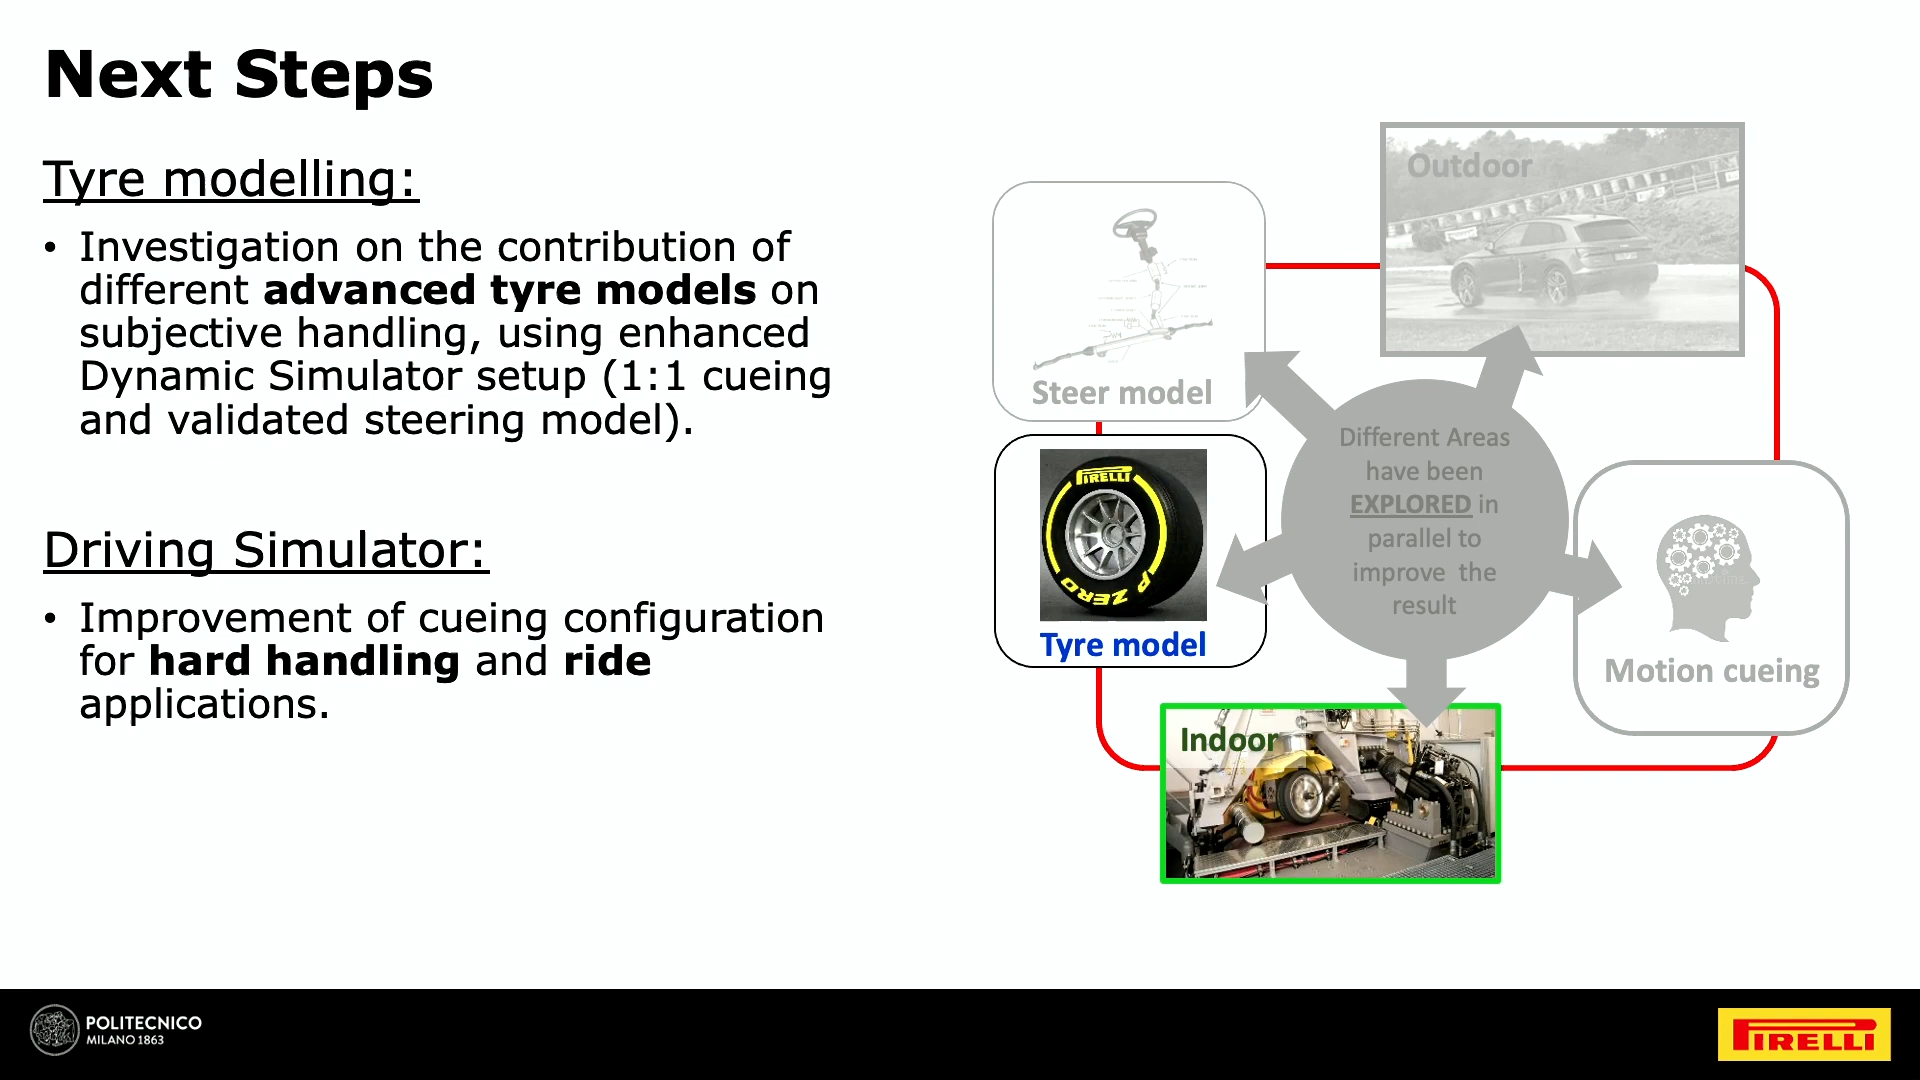 Next Steps
Tyre modelling:
• Investigation on the contribution of
different advanced tyre models on
subjective handling, using enhanced
Dynamic Simulator setup (1:1 cueing
and validated steering model).
Driving Simulator:
• Improvement of cueing configuration
for hard handling and ride
applications.
Outdoor
Steer model
Different Areas
have been
EXPLORED in
parallel to
improve the
result
PIRELLI
P ZERO
Tyre model
Motion cueing
Indoor
POLITECNICO
MILANO 1863
PIRELLI